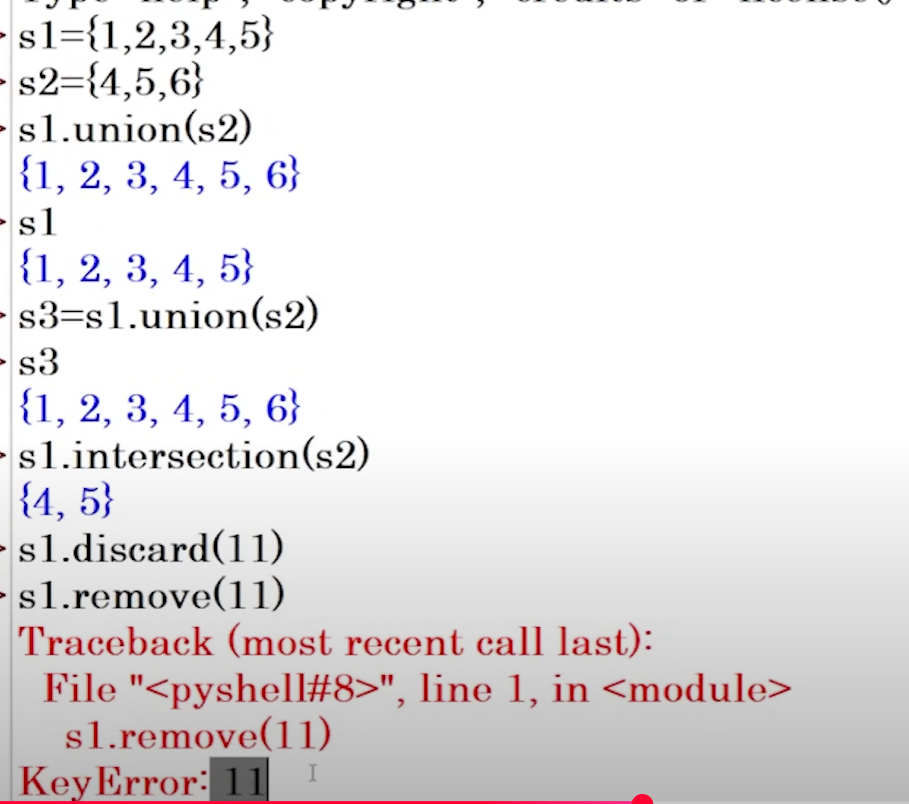 s1={1,2,3,4,5}
s2={4,5,6}
s1.union(s2)
{1, 2, 3, 4, 5, 6}
s1
{1, 2, 3, 4, 5}
s3=s1.union(s2)
s3
{1, 2, 3, 4, 5, 6}
s1.intersection(s2)
{4, 5}
s1.discard(11)
s1.remove(11)
Traceback (most recent call last):
File "<pyshell#8>", line 1, in <module>
s1.remove(11)
KeyError: 11